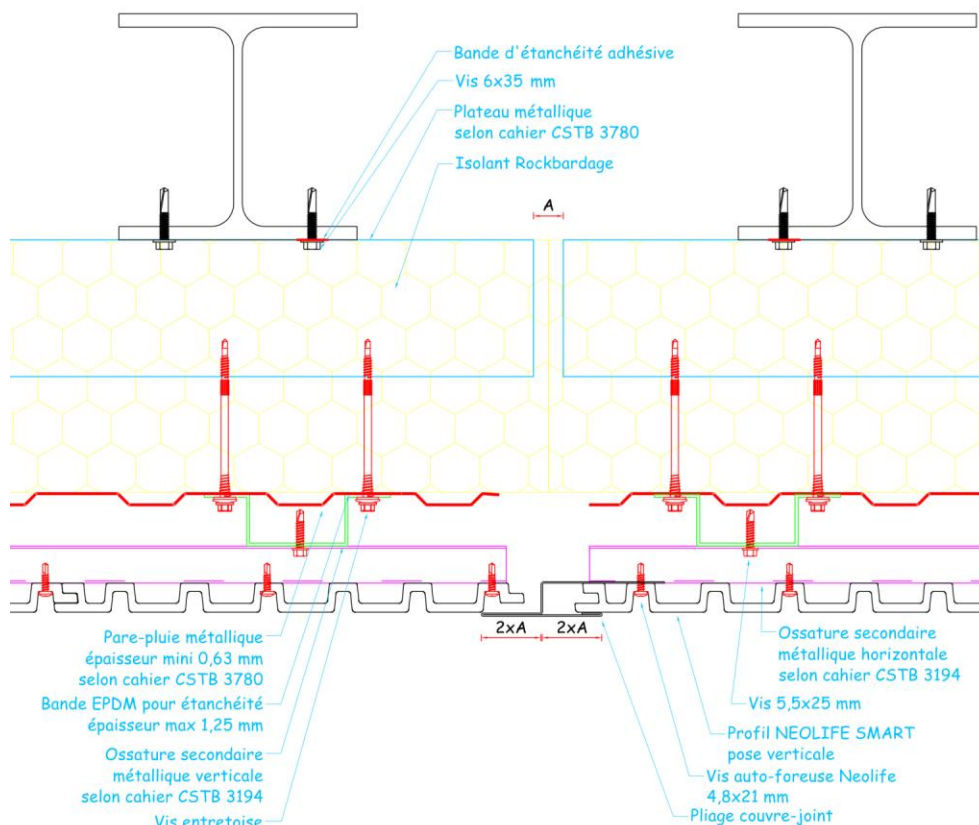 Bande d'étanchéité adhésive
Vis 6x35 mm
Plateau métallique
selon cahier CSTB 3780
Isolant Rockbardage
A
2xA
2xA
Pare-pluie métallique
épaisseur mini 0,63 mm
selon cahier CSTB 3780
Bande EPDM pour étanchéité
épaisseur max 1,25 mm
Ossature secondaire
métallique verticale
selon cahier CSTB 3194
Vis entretoise
Ossature secondaire
métallique horizontale
selon cahier CSTB 3194
Vis 5,5x25 mm
Profil NEOLIFE SMART
pose verticale
Vis auto-foreuse Neolife
4,8x21 mm
Pliage couvre-joint